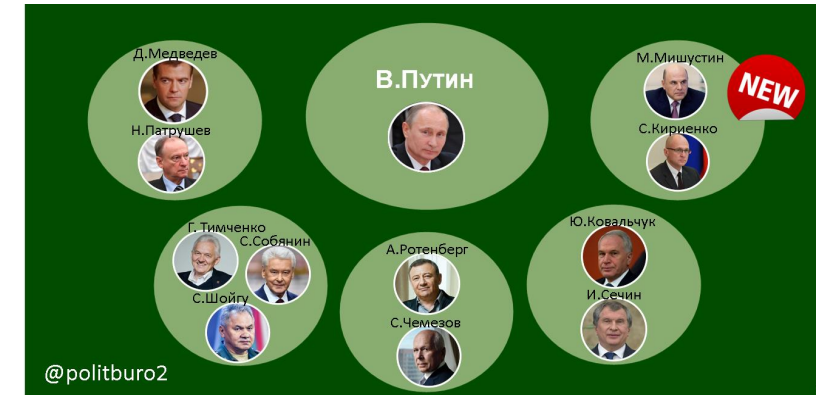 Д.Медведев
Н.Патрушев
В.Путин
М.Мишустин
NEW
С.Кириенко
Г. Тимченко
С.Собянин
С.Шойгу
А.Ротенберг
С.Чемезов
Ю.Ковальчук
И.Сечин
@politburo2